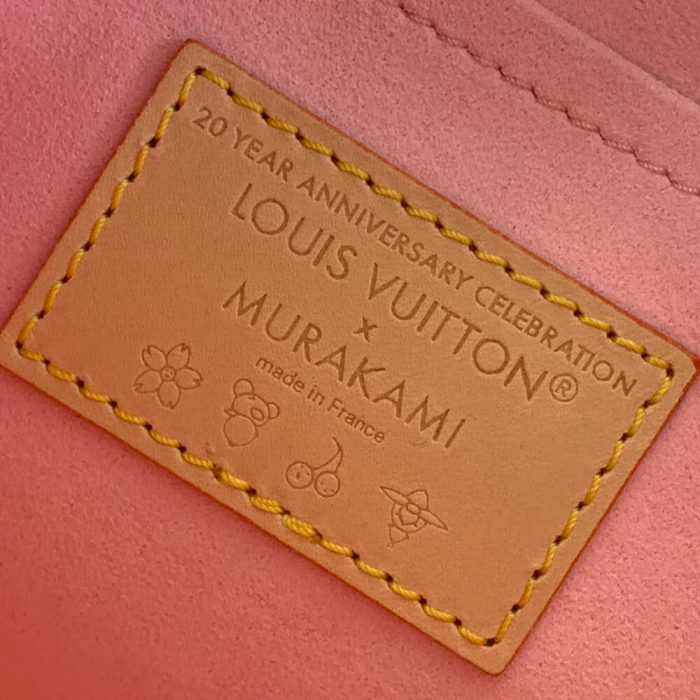 20 YEAR ANNIVERSARY CELEBRATION
LOUIS VUITTON®
x
MURAKAMI
made in France